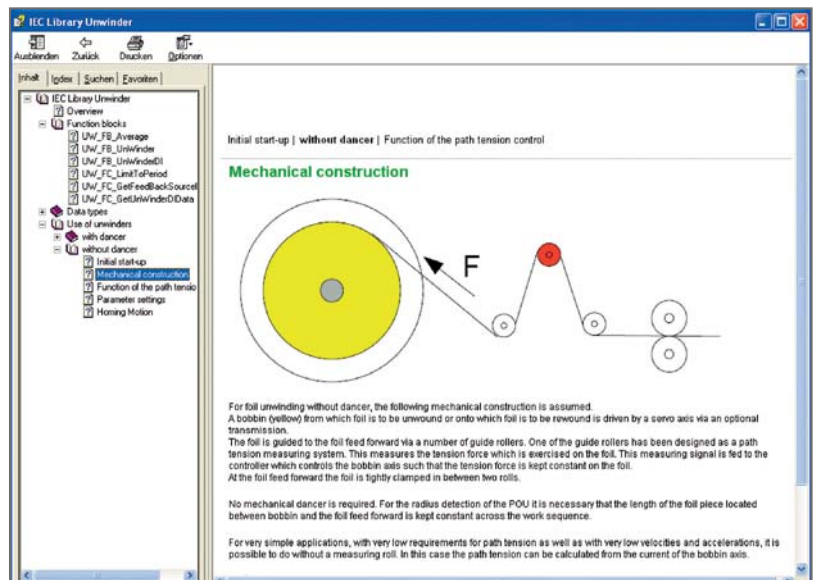 IEC Library Unwinder
Ausblenden Zurück Drucken Optionen
Inhalt Index Suchen Favoriten
IEC Library Unwinder
Overview
Function blocks
UW_FB_Average
UW_FB_UnWinder
UW_FB_UnWinderDI
UW_FC_LimitToPeriod
UW_FC_GetFeedBackSourceI
UW_FC_GetUnWinderDIData
Data types
Use of unwinders
with dancer
without dancer
Initial start-up
Mechanical construction
Function of the path tensio
Parameter settings
Homing Motion
Initial start-up | without dancer | Function of the path tension control
Mechanical construction
F
For foil unwinding without dancer, the following mechanical construction is assumed.
A bobbin (yellow) from which foil is to be unwound or onto which foil is to be rewound is driven by a servo axis via an optional
transmission.
The foil is guided to the foil feed forward via a number of guide rollers. One of the guide rollers has been designed as a path
tension measuring system. This measures the tension force which is exercised on the foil. This measuring signal is fed to the
controller which controls the bobbin axis such that the tension force is kept constant on the foil.
At the foil feed forward the foil is tightly clamped in between two rolls.
No mechanical dancer is required. For the radius detection of the POU it is necessary that the length of the foil piece located
between bobbin and the foil feed forward is kept constant across the work sequence.
For very simple applications, with very low requirements for path tension as well as with very low velocities and accelerations, it is
possible to do without a measuring roll. In this case the path tension can be calculated from the current of the bobbin axis.